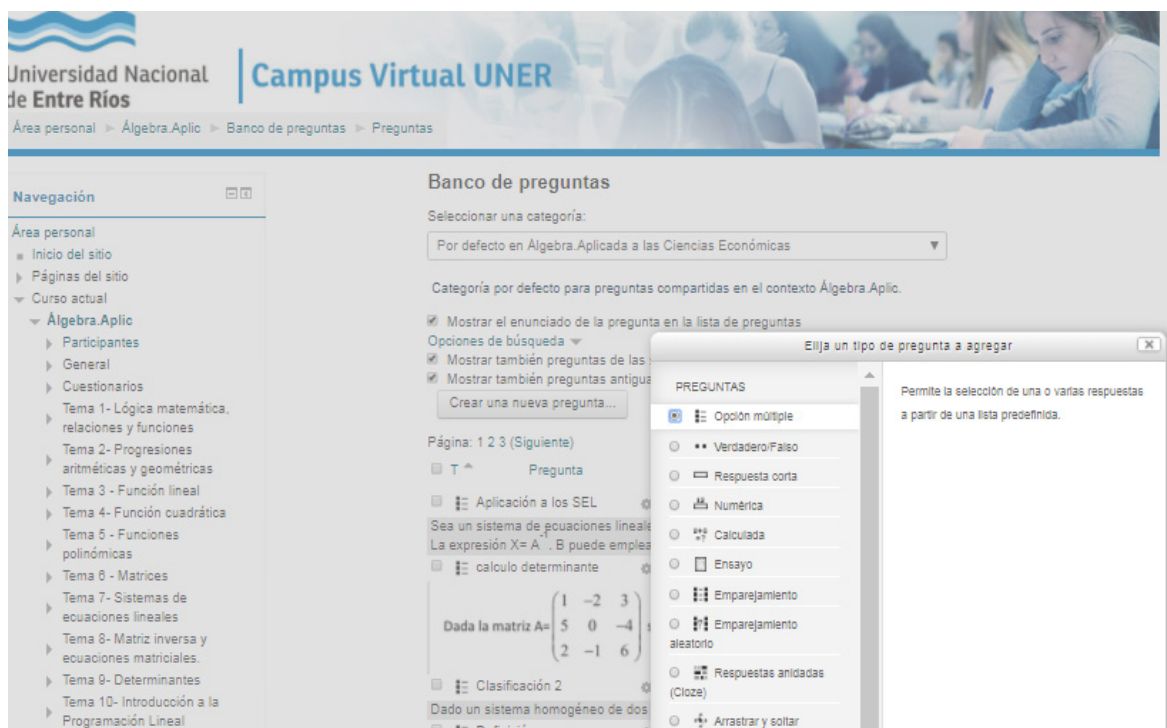 Universidad Nacional
de Entre Ríos
Campus Virtual UNER
Área personal ► Álgebra.Aplic ► Banco de preguntas ► Preguntas
Navegación
Área personal
Inicio del sitio
Páginas del sitio
Curso actual
Álgebra.Aplic
Participantes
General
Cuestionarios
Tema 1- Lógica matemática,
relaciones y funciones
Tema 2- Progresiones
aritméticas y geométricas
Tema 3 - Función lineal
Tema 4- Función cuadrática
Tema 5 - Funciones
polinómicas
Tema 6 - Matrices
Tema 7- Sistemas de
ecuaciones lineales
Tema 8- Matriz inversa y
ecuaciones matriciales.
Tema 9- Determinantes
Tema 10- Introducción a la
Programación Lineal
Banco de preguntas
Seleccionar una categoría:
Por defecto en Álgebra.Aplicada a las Ciencias Económicas
Categoría por defecto para preguntas compartidas en el contexto Álgebra.Aplic.
Mostrar el enunciado de la pregunta en la lista de preguntas
Opciones de búsqueda
Mostrar también preguntas de las
Mostrar también preguntas antigua
Crear una nueva pregunta...
Página: 1 2 3 (Siguiente)
T Pregunta
Aplicación a los SEL
Sea un sistema de ecuaciones lineale
La expresión X= A⁻¹. B puede emplea
calculo determinante
1 -2 3
Dada la matriz A= 5 0 -4
2 -1 6
Clasificación 2
Dado un sistema homogéneo de dos
Elija un tipo de pregunta a agregar
PREGUNTAS
Opción múltiple
Verdadero/Falso
Respuesta corta
Numérica
Calculada
Ensayo
Emparejamiento
Emparejamiento
aleatorio
Respuestas anidadas
(Cloze)
Arrastrar y soltar
Permite la selección de una o varias respuestas
a partir de una lista predefinida.